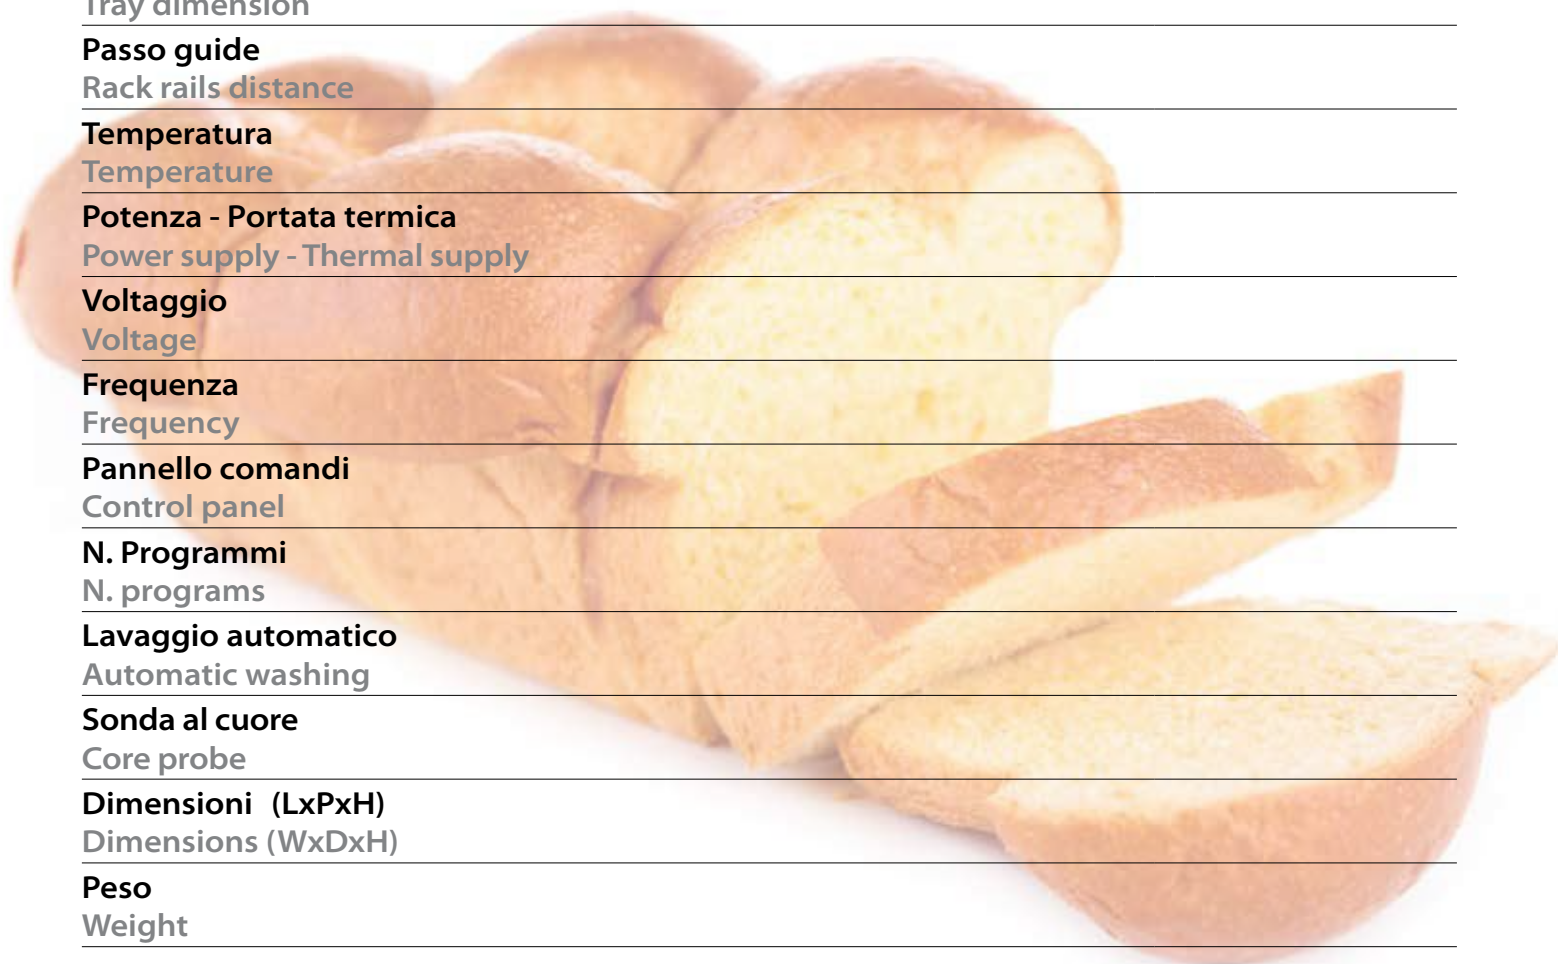 Tray dimension
Passo guide
Rack rails distance
Temperatura
Temperature
Potenza - Portata termica
Power supply - Thermal supply
Voltaggio
Voltage
Frequenza
Frequency
Pannello comandi
Control panel
N. Programmi
N. programs
Lavaggio automatico
Automatic washing
Sonda al cuore
Core probe
Dimensioni (LxPxH)
Dimensions (WxDxH)
Peso
Weight